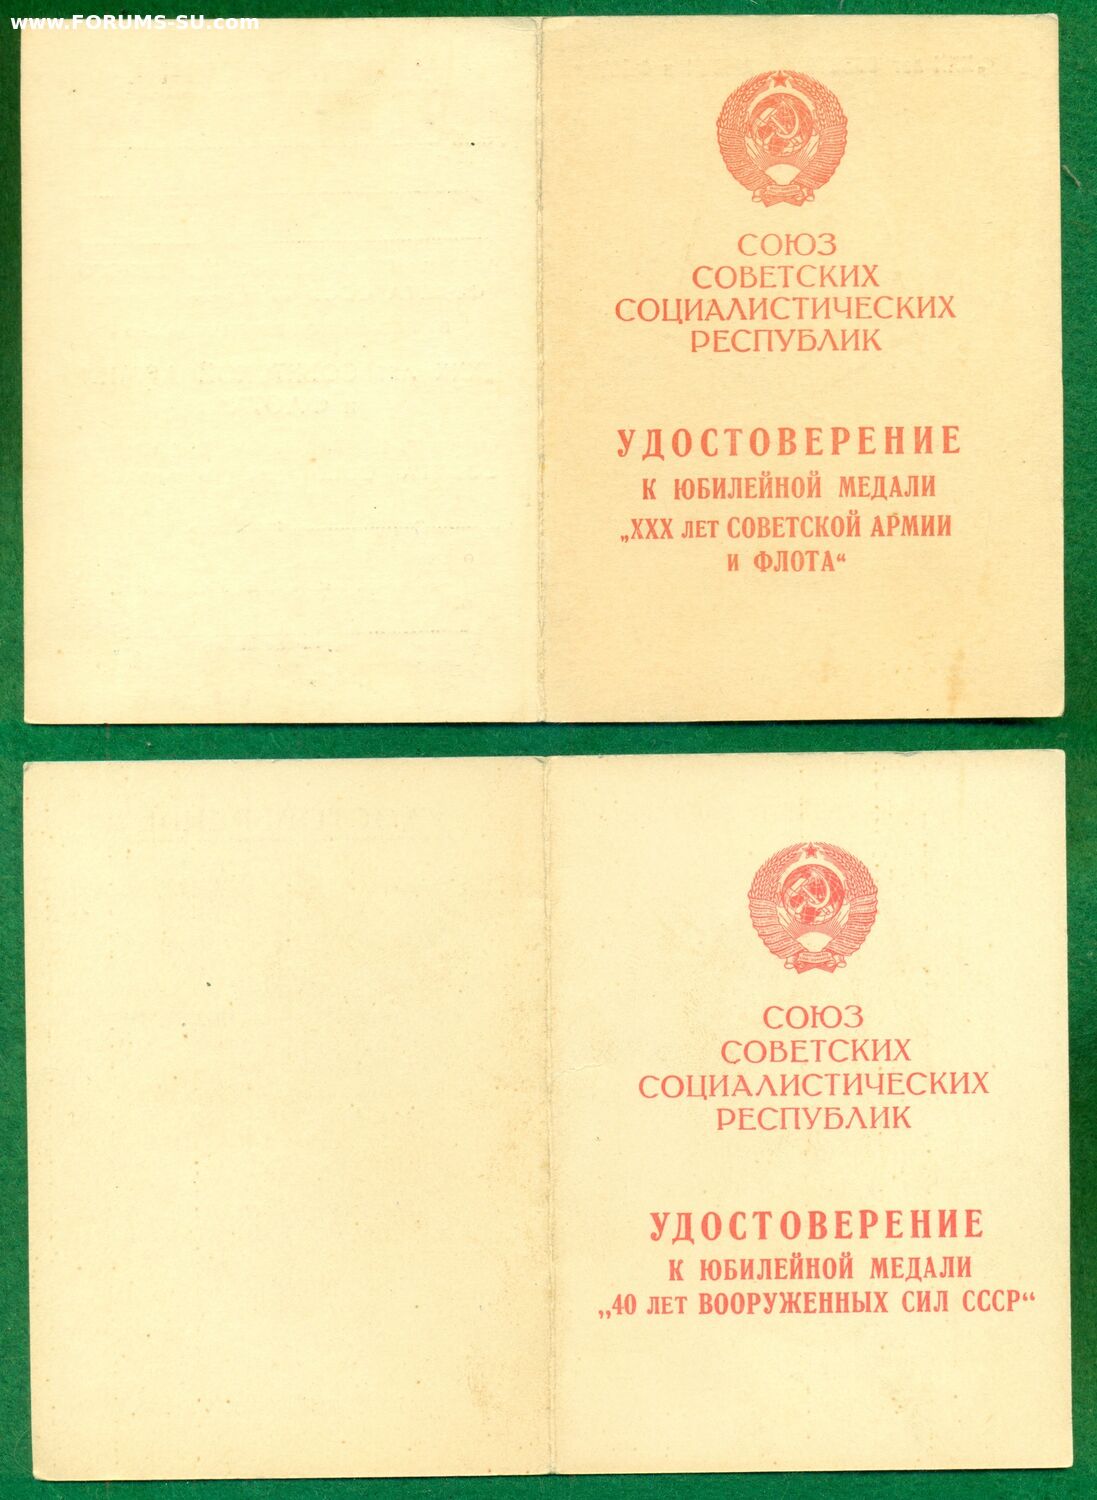 www.FORUMS-SU.com
СОЮЗ
СОВЕТСКИХ
СОЦИАЛИСТИЧЕСКИХ
РЕСПУБЛИК
УДОСТОВЕРЕНИЕ
К ЮБИЛЕЙНОЙ МЕДАЛИ
„XXX ЛЕТ СОВЕТСКОЙ АРМИИ
И ФЛОТА“
СОЮЗ
СОВЕТСКИХ
СОЦИАЛИСТИЧЕСКИХ
РЕСПУБЛИК
УДОСТОВЕРЕНИЕ
К ЮБИЛЕЙНОЙ МЕДАЛИ
„40 ЛЕТ ВООРУЖЕННЫХ СИЛ СССР“